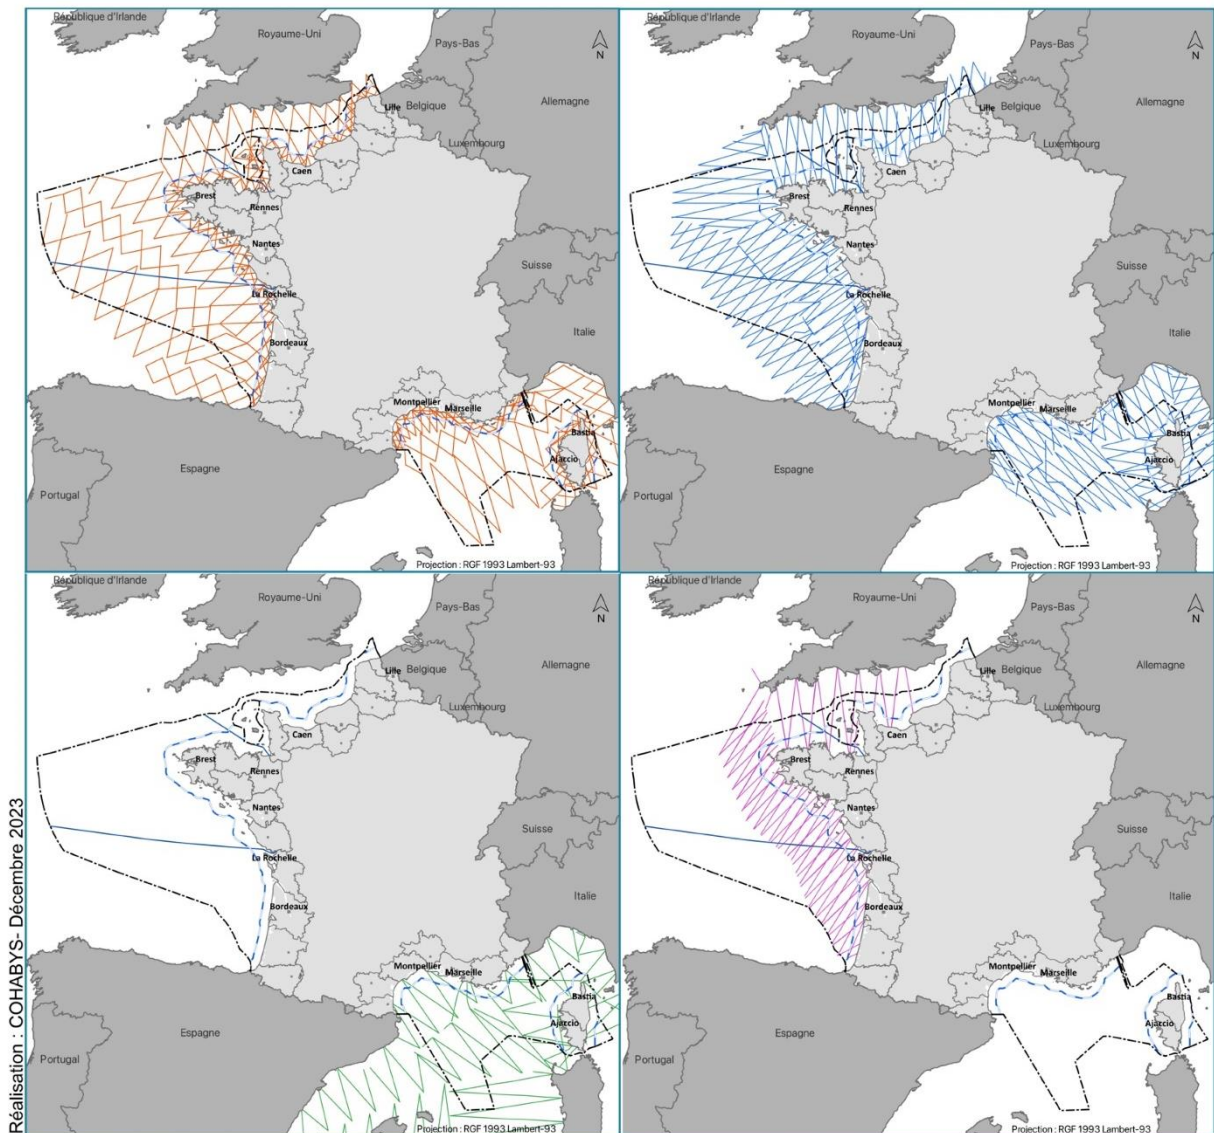 République d'Irlande
Royaume-Uni
Pays-Bas
N
Allemagne
Lille
Belgique
Luxembourg
Caen
Brest
Rennes
Nantes
Suisse
La Rochelle
Italie
Bordeaux
Montpellier
Marseille
Bastia
Ajaccio
Espagne
Portugal
Projection : RGF 1993 Lambert-93
République d'Irlande
Royaume-Uni
Pays-Bas
N
Allemagne
Lille
Belgique
Luxembourg
Caen
Brest
Rennes
Nantes
Suisse
La Rochelle
Italie
Bordeaux
Montpellier
Marseille
Bastia
Ajaccio
Espagne
Portugal
Projection : RGF 1993 Lambert-93
République d'Irlande
Royaume-Uni
Pays-Bas
N
Allemagne
Lille
Belgique
Luxembourg
Caen
Brest
Rennes
Nantes
Suisse
La Rochelle
Italie
Bordeaux
Montpellier
Marseille
Bastia
Ajaccio
Espagne
Portugal
Projection : RGF 1993 Lambert-93
République d'Irlande
Royaume-Uni
Pays-Bas
N
Allemagne
Lille
Belgique
Luxembourg
Caen
Brest
Rennes
Nantes
Suisse
La Rochelle
Italie
Bordeaux
Montpellier
Marseille
Bastia
Ajaccio
Espagne
Portugal
Projection : RGF 1993 Lambert-93
Réalisation : COHABYS- Décembre 2023